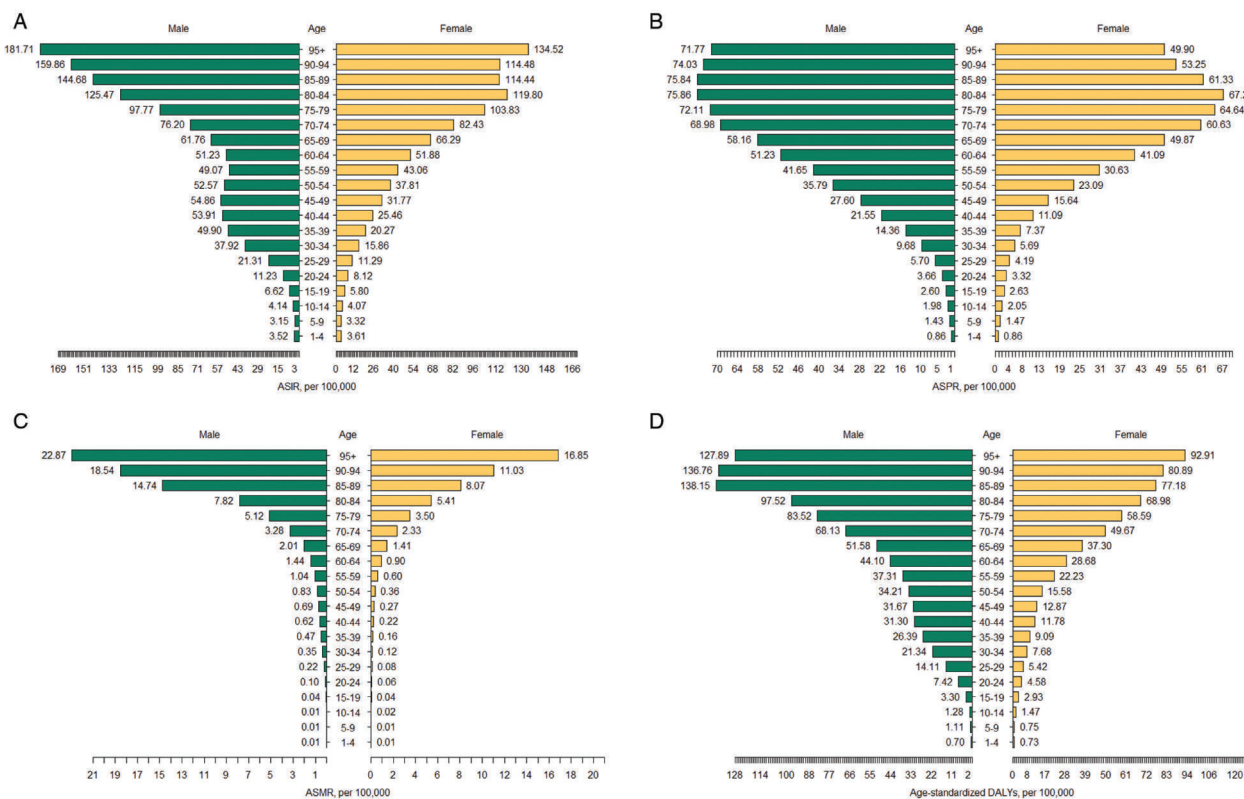 A
Male Age Female
181.71 95+ 134.52
159.86 90-94 114.48
144.68 85-89 114.44
125.47 80-84 119.80
97.77 75-79 103.83
76.20 70-74 82.43
61.76 65-69 66.29
51.23 60-64 51.88
49.07 55-59 43.06
52.57 50-54 37.81
54.86 45-49 31.77
53.91 40-44 25.46
49.90 35-39 20.27
37.92 30-34 15.86
21.31 25-29 11.29
11.23 20-24 8.12
6.62 15-19 5.80
4.14 10-14 4.07
3.15 5-9 3.32
3.52 1-4 3.61
169 151 133 115 99 85 71 57 43 29 15 3 0 12 26 40 54 68 82 96 113 131 149 166
ASIR, per 100,000
B
Male Age Female
71.77 95+ 49.90
74.03 90-94 53.25
75.84 85-89 61.33
75.86 80-84 67.2
72.11 75-79 64.64
68.98 70-74 60.63
58.16 65-69 49.87
51.23 60-64 41.09
41.65 55-59 30.63
35.79 50-54 23.09
27.60 45-49 15.64
21.55 40-44 11.09
14.36 35-39 7.37
9.68 30-34 5.69
5.70 25-29 4.19
3.66 20-24 3.32
2.60 15-19 2.63
1.98 10-14 2.05
1.43 5-9 1.47
0.86 1-4 0.86
70 64 58 52 46 40 34 28 22 16 11 6 1 0 4 8 13 19 25 31 37 43 49 55 61 67
ASPR, per 100,000
C
Male Age Female
22.87 95+ 16.85
18.54 90-94 11.03
14.74 85-89 8.07
7.82 80-84 5.41
5.12 75-79 3.50
3.28 70-74 2.33
2.01 65-69 1.41
1.44 60-64 0.90
1.04 55-59 0.60
0.83 50-54 0.36
0.69 45-49 0.27
0.62 40-44 0.22
0.47 35-39 0.16
0.35 30-34 0.12
0.22 25-29 0.08
0.10 20-24 0.06
0.04 15-19 0.04
0.01 10-14 0.02
0.01 5-9 0.01
0.01 1-4 0.01
21 19 17 15 13 11 9 7 5 3 1 0 2 4 6 8 10 12 14 16 18 20
ASMR, per 100,000
D
Male Age Female
127.89 95+ 92.91
136.76 90-94 80.89
138.15 85-89 77.18
97.52 80-84 68.98
83.52 75-79 58.59
68.13 70-74 49.67
51.58 65-69 37.30
44.10 60-64 28.68
37.31 55-59 22.23
34.21 50-54 15.58
31.67 45-49 12.87
31.30 40-44 11.78
26.39 35-39 9.09
21.34 30-34 7.68
14.11 25-29 5.42
7.42 20-24 4.58
3.30 15-19 2.93
1.28 10-14 1.47
1.11 5-9 0.75
0.70 1-4 0.73
128 114 100 88 77 66 55 44 33 22 12 2 0 8 17 28 39 50 61 72 83 94 107 120
Age-standardized DALYs, per 100,000